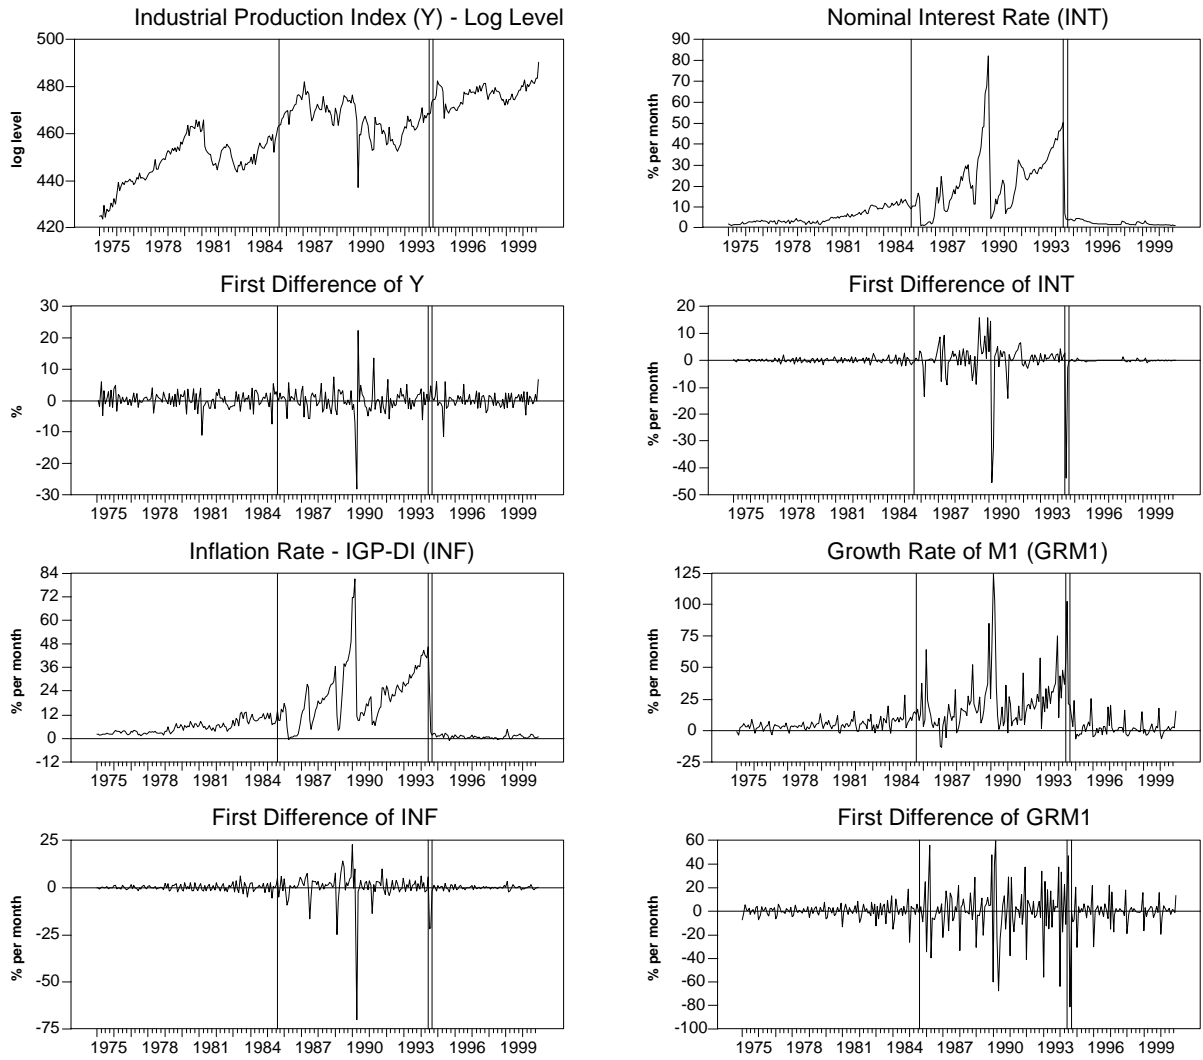 Industrial Production Index (Y) - Log Level
log level
500
480
460
440
420
1975 1978 1981 1984 1987 1990 1993 1996 1999
Nominal Interest Rate (INT)
% per month
90
80
70
60
50
40
30
20
10
0
1975 1978 1981 1984 1987 1990 1993 1996 1999
First Difference of Y
%
30
20
10
0
-10
-20
-30
1975 1978 1981 1984 1987 1990 1993 1996 1999
First Difference of INT
% per month
20
10
0
-10
-20
-30
-40
-50
1975 1978 1981 1984 1987 1990 1993 1996 1999
Inflation Rate - IGP-DI (INF)
% per month
84
72
60
48
36
24
12
0
-12
1975 1978 1981 1984 1987 1990 1993 1996 1999
Growth Rate of M1 (GRM1)
% per month
125
100
75
50
25
0
-25
1975 1978 1981 1984 1987 1990 1993 1996 1999
First Difference of INF
% per month
25
0
-25
-50
-75
1975 1978 1981 1984 1987 1990 1993 1996 1999
First Difference of GRM1
% per month
60
40
20
0
-20
-40
-60
-80
-100
1975 1978 1981 1984 1987 1990 1993 1996 1999